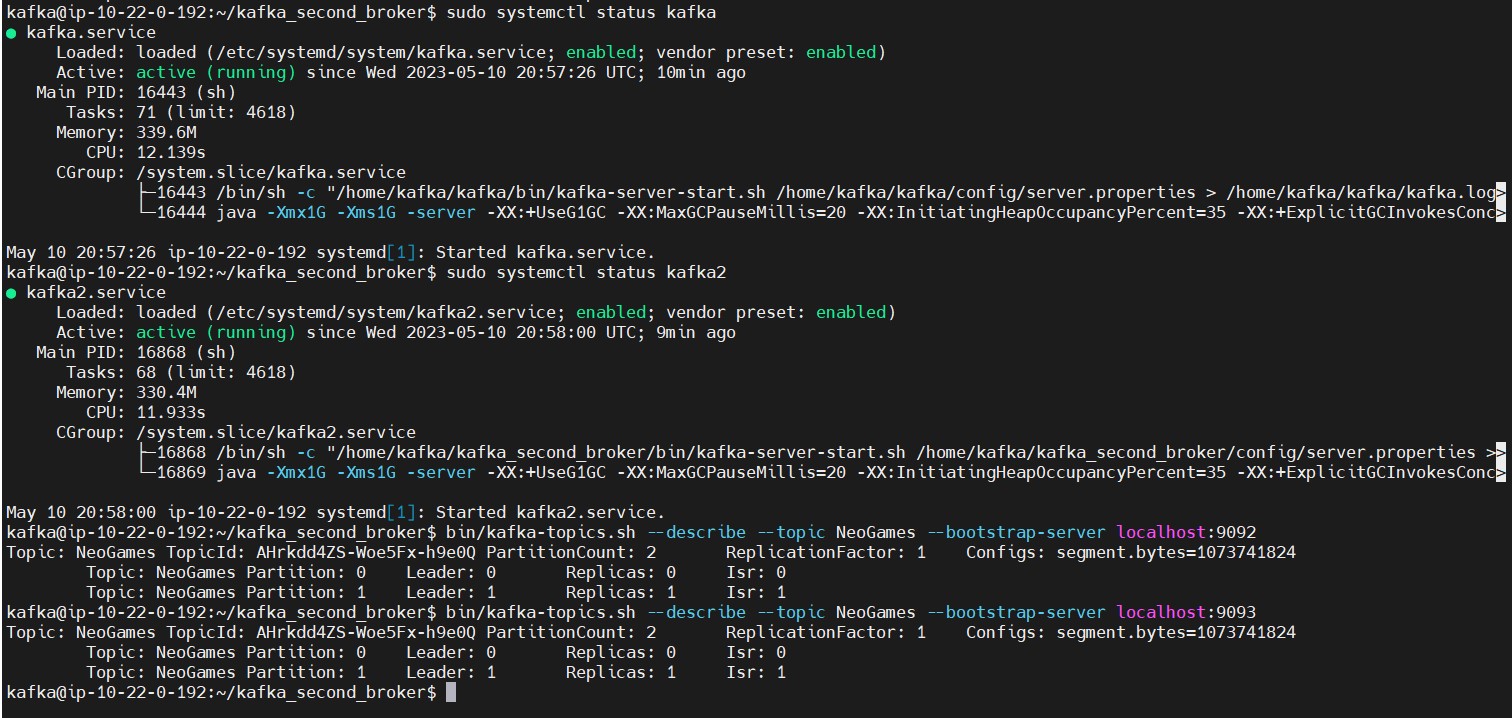 kafka@ip-10-22-0-192:~/kafka_second_broker$ sudo systemctl status kafka
● kafka.service
     Loaded: loaded (/etc/systemd/system/kafka.service; enabled; vendor preset: enabled)
     Active: active (running) since Wed 2023-05-10 20:57:26 UTC; 10min ago
   Main PID: 16443 (sh)
      Tasks: 71 (limit: 4618)
     Memory: 339.6M
        CPU: 12.139s
     CGroup: /system.slice/kafka.service
             ├─16443 /bin/sh -c "/home/kafka/kafka/bin/kafka-server-start.sh /home/kafka/kafka/config/server.properties > /home/kafka/kafka/kafka.log>
             └─16444 java -Xmx1G -Xms1G -server -XX:+UseG1GC -XX:MaxGCPauseMillis=20 -XX:InitiatingHeapOccupancyPercent=35 -XX:+ExplicitGCInvokesConc>

May 10 20:57:26 ip-10-22-0-192 systemd[1]: Started kafka.service.
kafka@ip-10-22-0-192:~/kafka_second_broker$ sudo systemctl status kafka2
● kafka2.service
     Loaded: loaded (/etc/systemd/system/kafka2.service; enabled; vendor preset: enabled)
     Active: active (running) since Wed 2023-05-10 20:58:00 UTC; 9min ago
   Main PID: 16868 (sh)
      Tasks: 68 (limit: 4618)
     Memory: 330.4M
        CPU: 11.933s
     CGroup: /system.slice/kafka2.service
             ├─16868 /bin/sh -c "/home/kafka/kafka_second_broker/bin/kafka-server-start.sh /home/kafka/kafka_second_broker/config/server.properties >>
             └─16869 java -Xmx1G -Xms1G -server -XX:+UseG1GC -XX:MaxGCPauseMillis=20 -XX:InitiatingHeapOccupancyPercent=35 -XX:+ExplicitGCInvokesConc>

May 10 20:58:00 ip-10-22-0-192 systemd[1]: Started kafka2.service.
kafka@ip-10-22-0-192:~/kafka_second_broker$ bin/kafka-topics.sh --describe --topic NeoGames --bootstrap-server localhost:9092
Topic: NeoGames TopicId: AHrkdd4ZS-Woe5Fx-h9e0Q PartitionCount: 2       ReplicationFactor: 1    Configs: segment.bytes=1073741824
        Topic: NeoGames Partition: 0    Leader: 0       Replicas: 0     Isr: 0
        Topic: NeoGames Partition: 1    Leader: 1       Replicas: 1     Isr: 1
kafka@ip-10-22-0-192:~/kafka_second_broker$ bin/kafka-topics.sh --describe --topic NeoGames --bootstrap-server localhost:9093
Topic: NeoGames TopicId: AHrkdd4ZS-Woe5Fx-h9e0Q PartitionCount: 2       ReplicationFactor: 1    Configs: segment.bytes=1073741824
        Topic: NeoGames Partition: 0    Leader: 0       Replicas: 0     Isr: 0
        Topic: NeoGames Partition: 1    Leader: 1       Replicas: 1     Isr: 1
kafka@ip-10-22-0-192:~/kafka_second_broker$